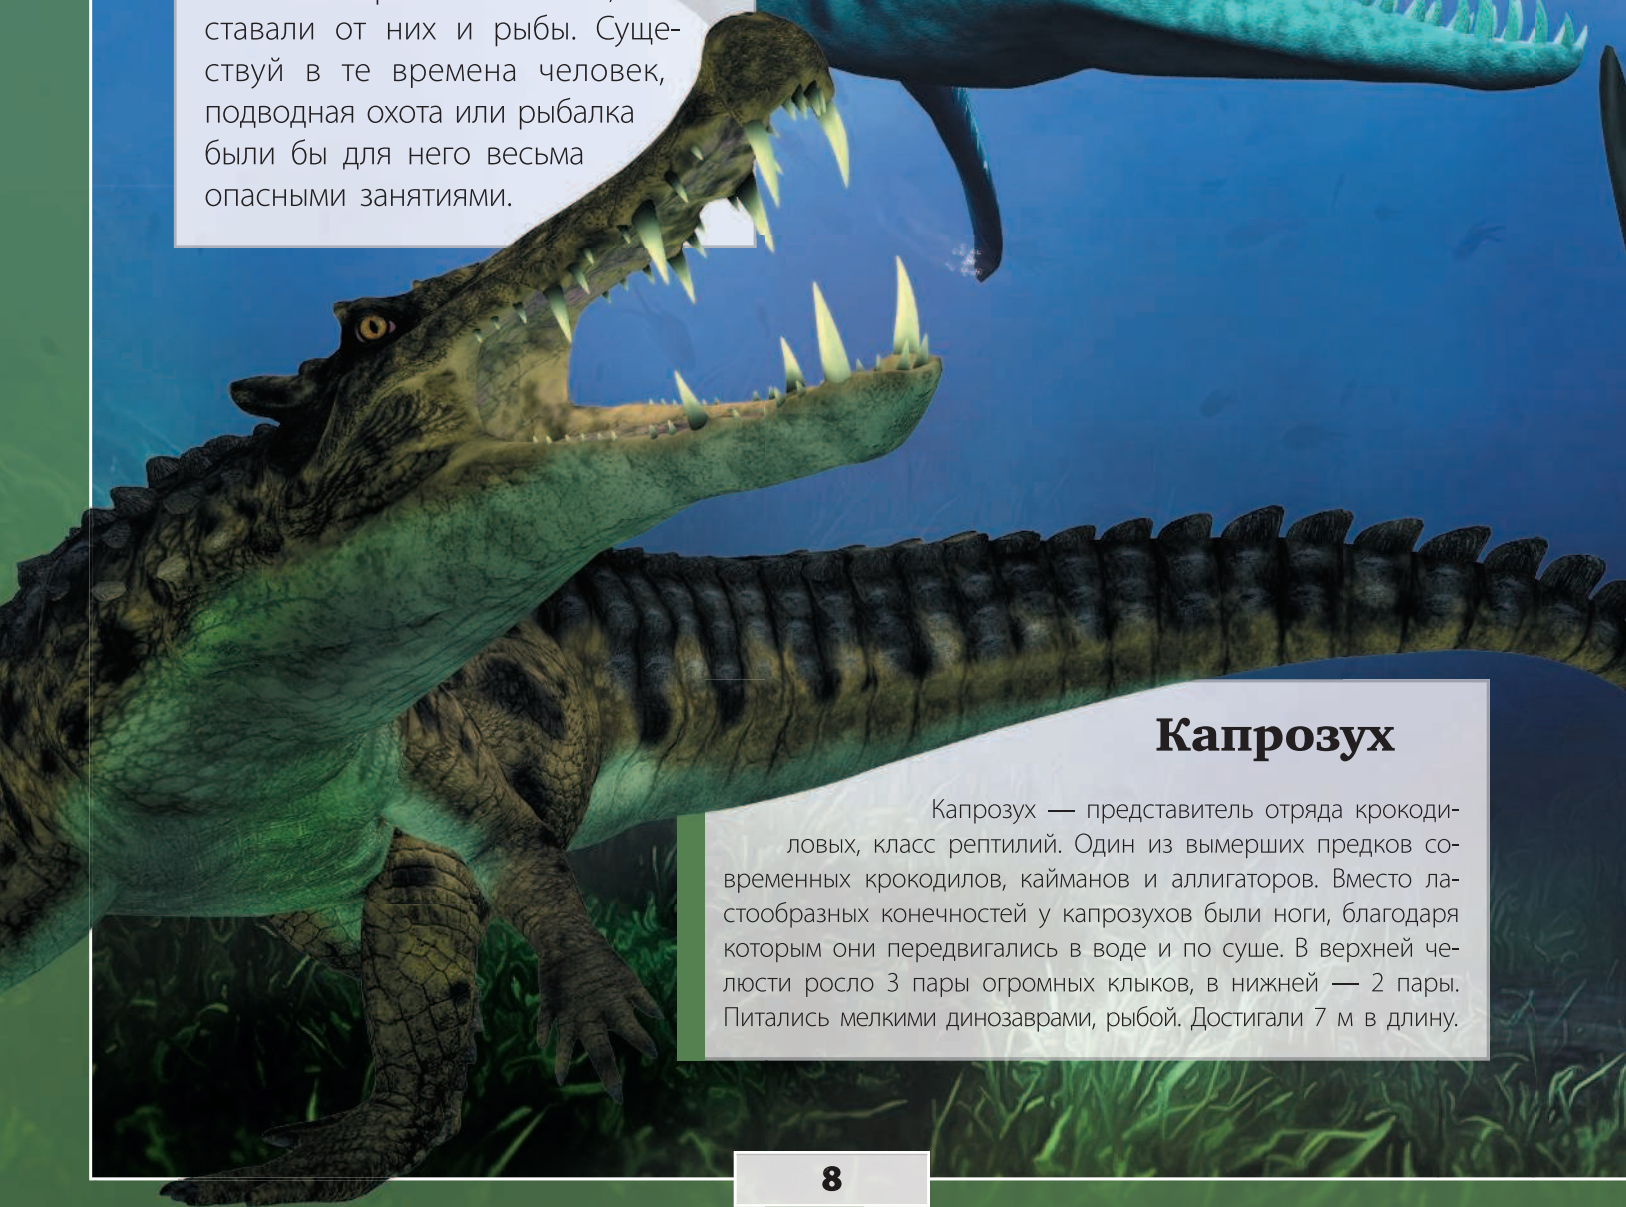 ставали от них и рыбы. Суще-
ствуй в те времена человек,
подводная охота или рыбалка
были бы для него весьма
опасными занятиями.
Капрозух
Капрозух — представитель отряда крокоди-
ловых, класс рептилий. Один из вымерших предков со-
временных крокодилов, кайманов и аллигаторов. Вместо ла-
стообразных конечностей у капрозухов были ноги, благодаря
которым они передвигались в воде и по суше. В верхней че-
люсти росло 3 пары огромных клыков, в нижней — 2 пары.
Питались мелкими динозаврами, рыбой. Достигали 7 м в длину.
8